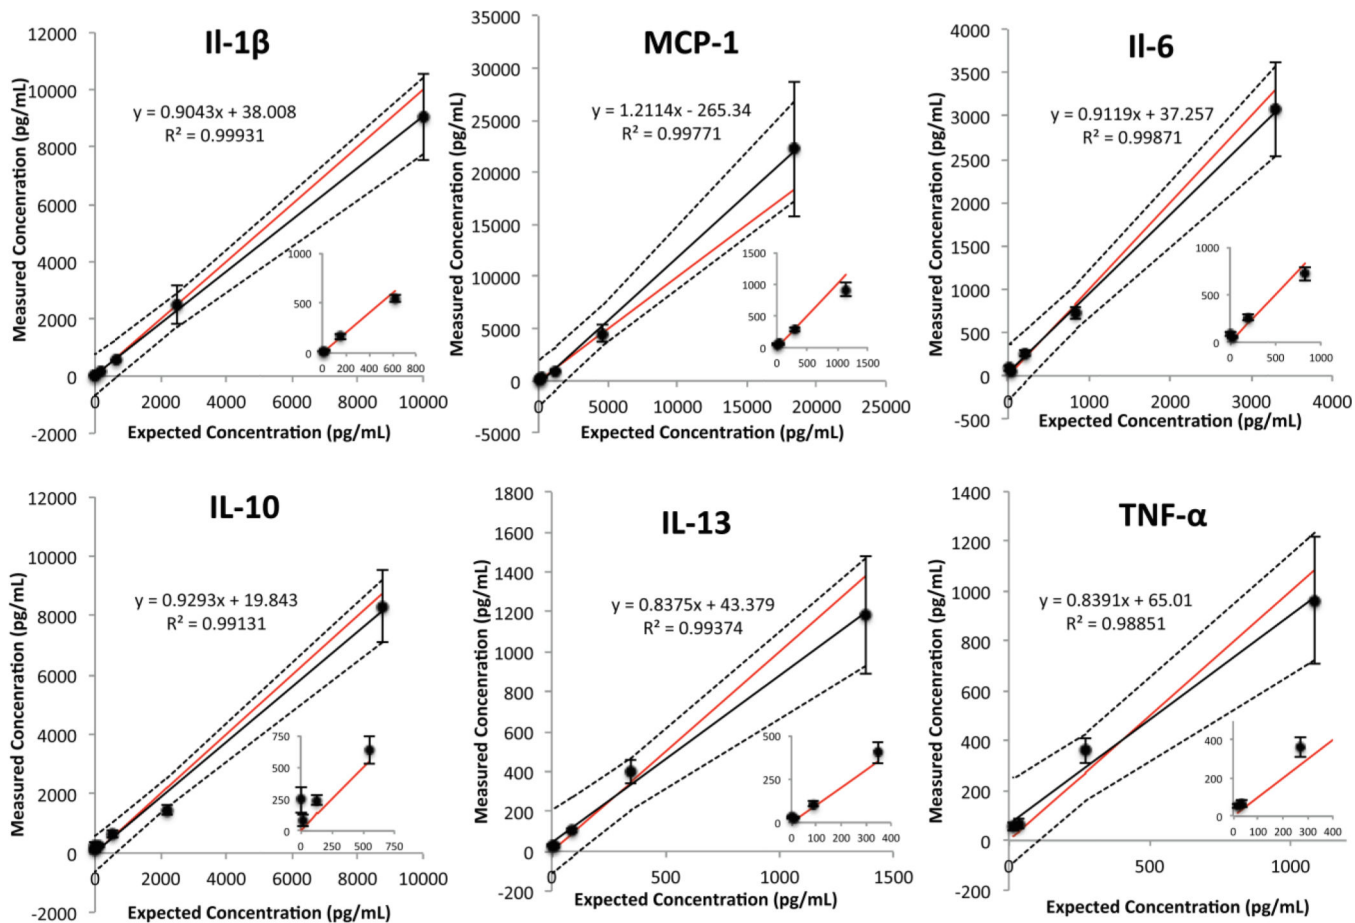 Il-1β
y = 0.9043x + 38.008
R² = 0.99931
Measured Concenration (pg/mL)
12000
10000
8000
6000
4000
2000
0
-2000
0 2000 4000 6000 8000 10000
Expected Concentration (pg/mL)
1000
500
0
0 200 400 600 800
MCP-1
y = 1.2114x - 265.34
R² = 0.99771
Measured Concenration (pg/mL)
35000
30000
25000
20000
15000
10000
5000
0
-5000
0 5000 10000 15000 20000 25000
Expected Concentration (pg/mL)
1500
1000
500
0
0 500 1000 1500
Il-6
y = 0.9119x + 37.257
R² = 0.99871
Measured Concenration (pg/mL)
4000
3500
3000
2500
2000
1500
1000
500
0
-500
0 1000 2000 3000 4000
Expected Concentration (pg/mL)
1000
500
0
0 500 1000
IL-10
y = 0.9293x + 19.843
R² = 0.99131
Measured Concenration (pg/mL)
12000
10000
8000
6000
4000
2000
0
-2000
0 2000 4000 6000 8000 10000
Expected Concentration (pg/mL)
750
500
250
0
0 250 500 750
IL-13
y = 0.8375x + 43.379
R² = 0.99374
Measured Concenration (pg/mL)
1800
1600
1400
1200
1000
800
600
400
200
0
-200
0 500 1000 1500
Expected Concentration (pg/mL)
500
250
0
0 100 200 300 400
TNF-α
y = 0.8391x + 65.01
R² = 0.98851
Measured Concenration (pg/mL)
1400
1200
1000
800
600
400
200
0
-200
0 500 1000
Expected Concentration (pg/mL)
400
200
0
0 100 200 300 400